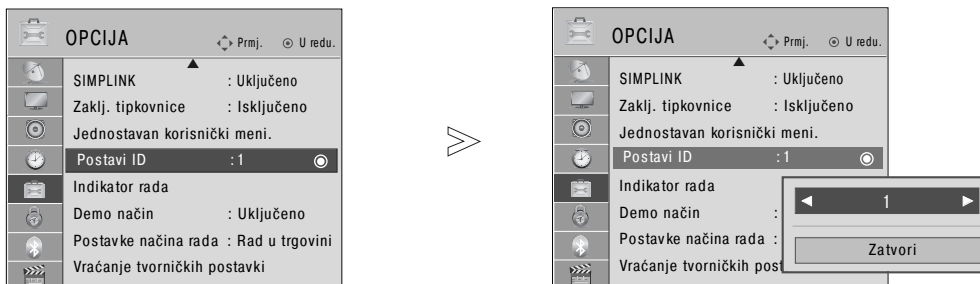 OPCIJA
Prmj. U redu.
SIMPLINK : Uključeno
Zaklj. tipkovnice : Isključeno
Jednostavan korisnički meni.
Postavi ID :1
Indikator rada
Demo način : Uključeno
Postavke načina rada : Rad u trgovini
Vraćanje tvorničkih postavki
OPCIJA
Prmj. U redu.
SIMPLINK : Uključeno
Zaklj. tipkovnice : Isključeno
Jednostavan korisnički meni.
Postavi ID :1
Indikator rada
Demo način :
Postavke načina rada :
Vraćanje tvorničkih post
1
Zatvori